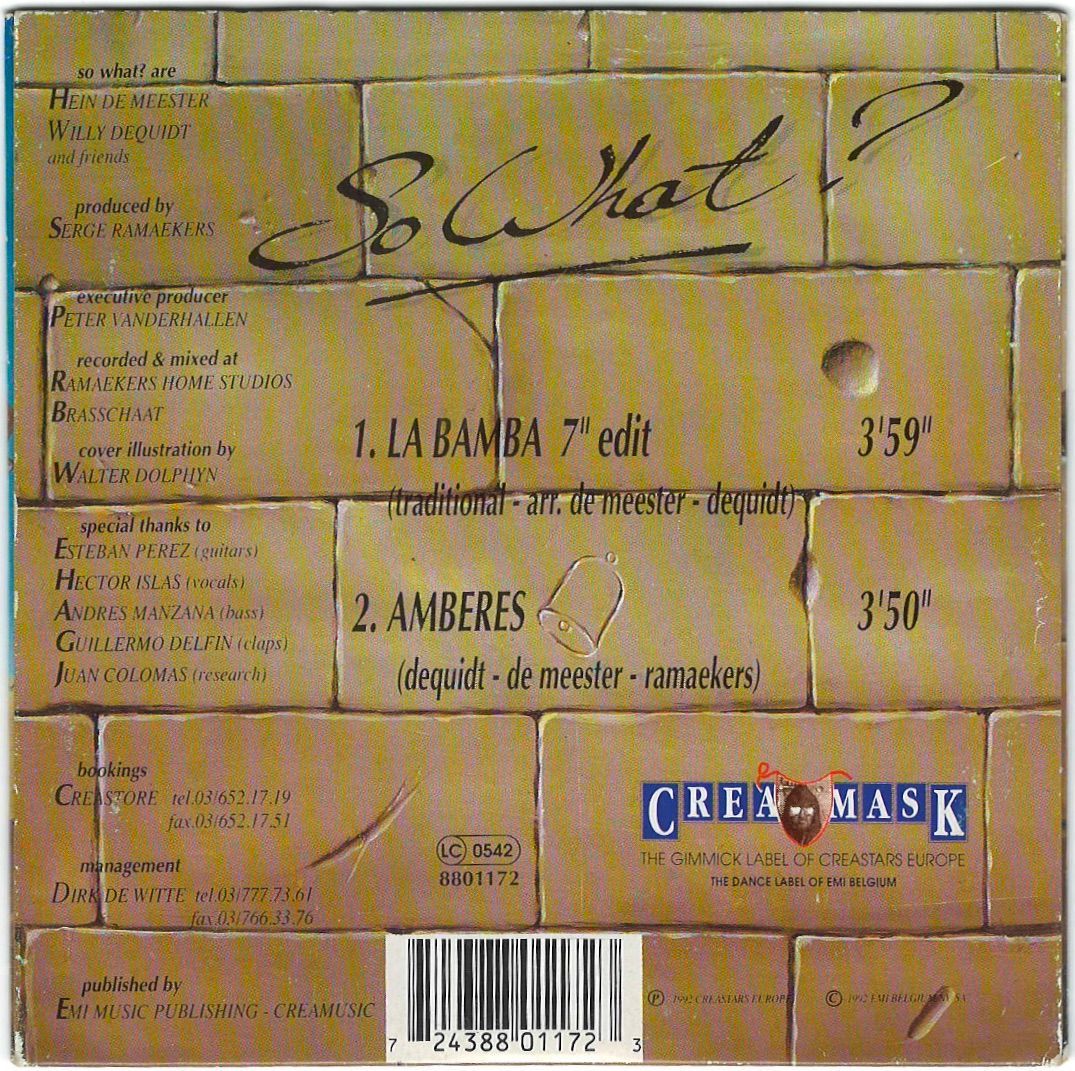 so what? are
HEIN DE MEESTER
WILLY DEQUIDT
and friends
produced by
SERGE RAMAEKERS
executive producer
PETER VANDERHALLEN
recorded & mixed at
RAMAEKERS HOME STUDIOS
BRASSCHAAT
cover illustration by
WALTER DOLPHYN
special thanks to
ESTEBAN PEREZ (guitars)
HECTOR ISLAS (vocals)
ANDRES MANZANA (bass)
GUILLERMO DELFIN (claps)
JUAN COLOMAS (research)
bookings
CREASTORE tel.03/652.17.19
fax.03/652.17.51
management
DIRK DE WITTE tel.03/777.73.61
fax.03/766.33.76
published by
EMI MUSIC PUBLISHING - CREAMUSIC
So What?
1. LA BAMBA 7" edit 3'59"
(traditional - arr. de meester - dequidt)
2. AMBERES 3'50"
(dequidt - de meester - ramaekers)
LC 0542
8801172
CREA MASK
THE GIMMICK LABEL OF CREASTARS EUROPE
THE DANCE LABEL OF EMI BELGIUM
7 24388 01172 3
Ⓟ 1992 CREASTARS EUROPE
© 1992 EMI BELGIUM NV SA